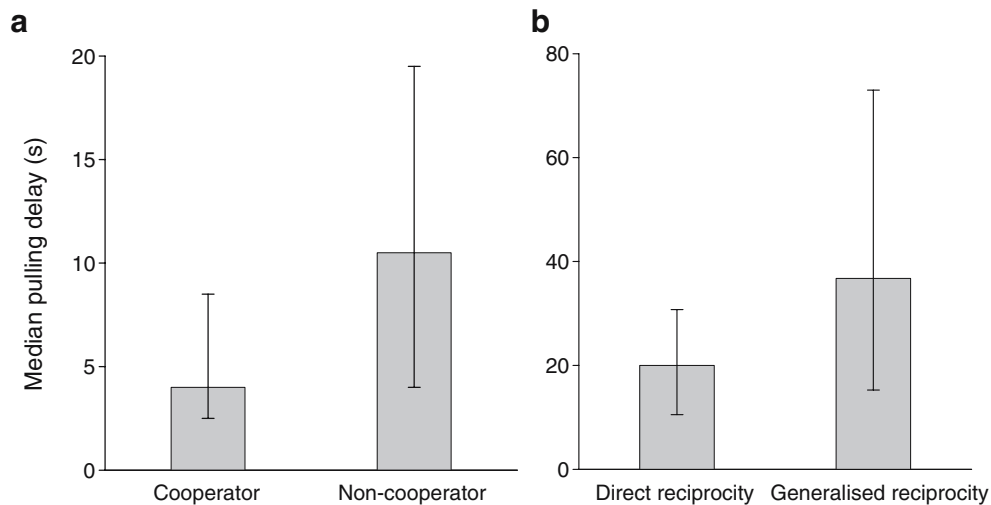 a
Median pulling delay (s)
20
15
10
5
0
Cooperator Non-cooperator
b
80
60
40
20
0
Direct reciprocity Generalised reciprocity